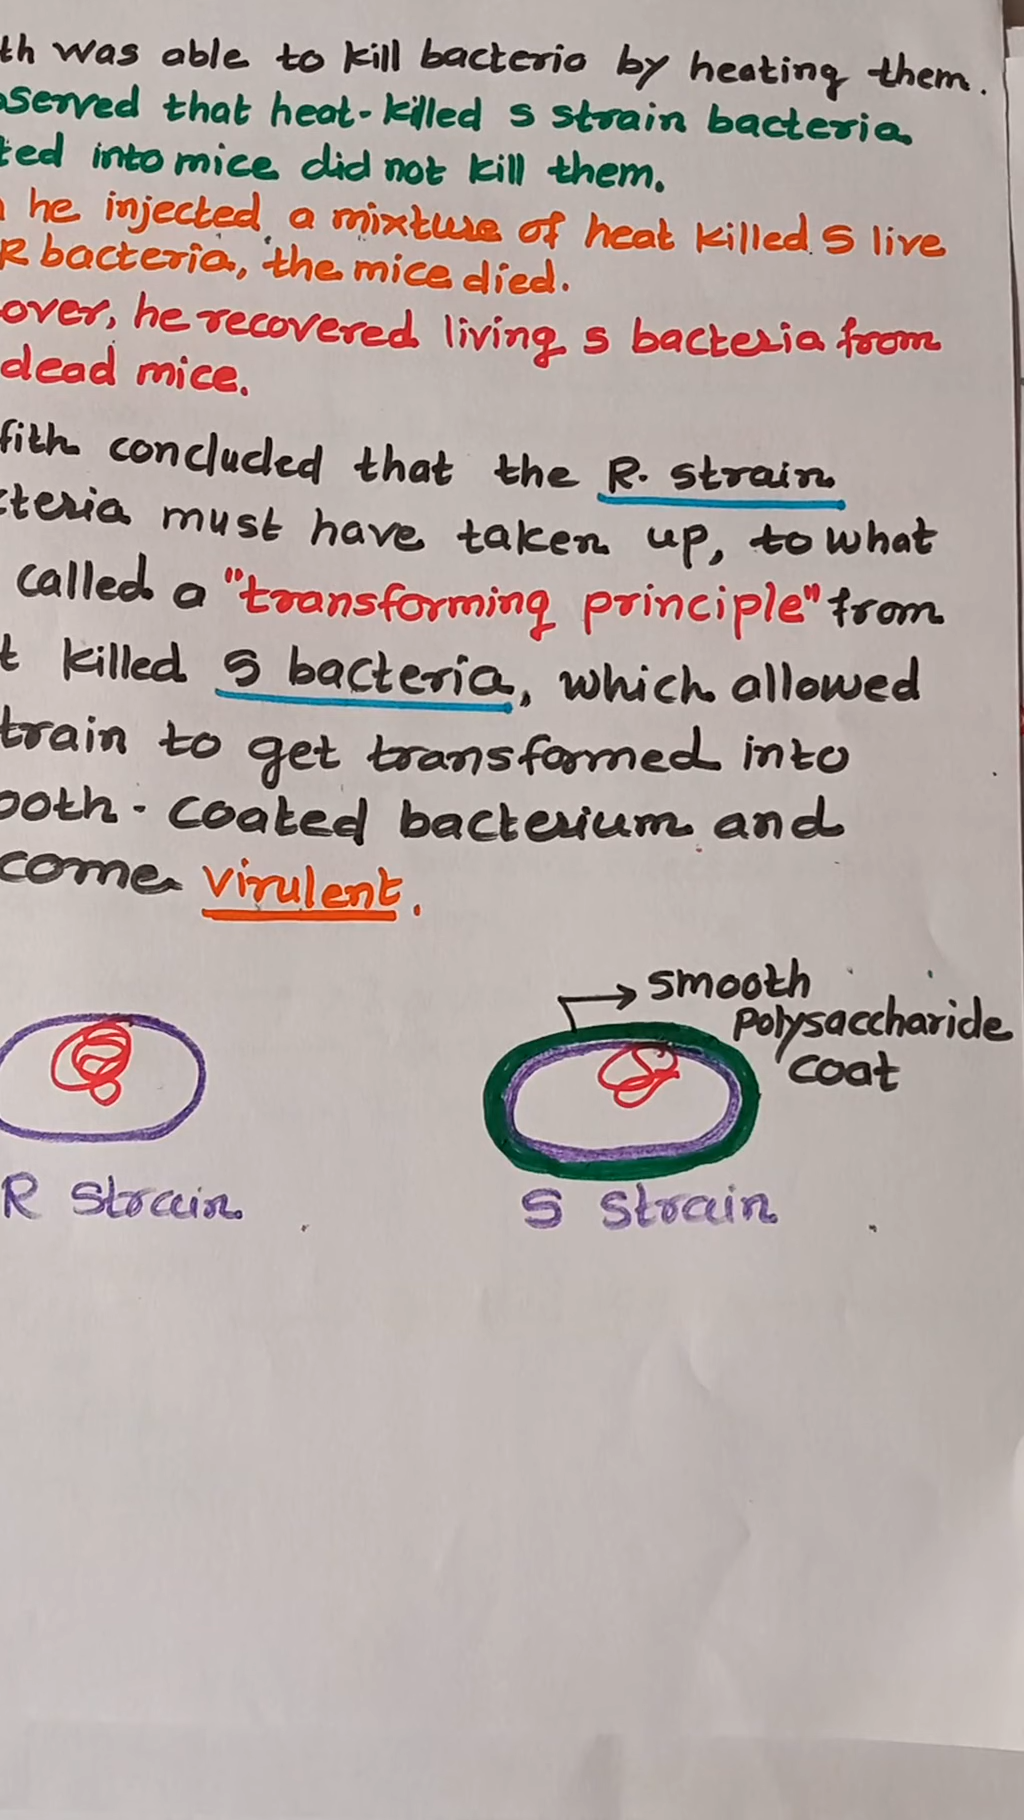 th was able to kill bacteria by heating them.
served that heat-killed S strain bacteria
ted into mice did not kill them.
he injected a mixture of heat killed S live
R bacteria, the mice died.
over, he recovered living S bacteria from
dead mice.
fith concluded that the R. strain
cteria must have taken up, to what
called a "transforming principle" from
t killed S bacteria, which allowed
train to get transformed into
ooth-coated bacterium and
come virulent.
smooth
polysaccharide
coat
R Strain
S Strain